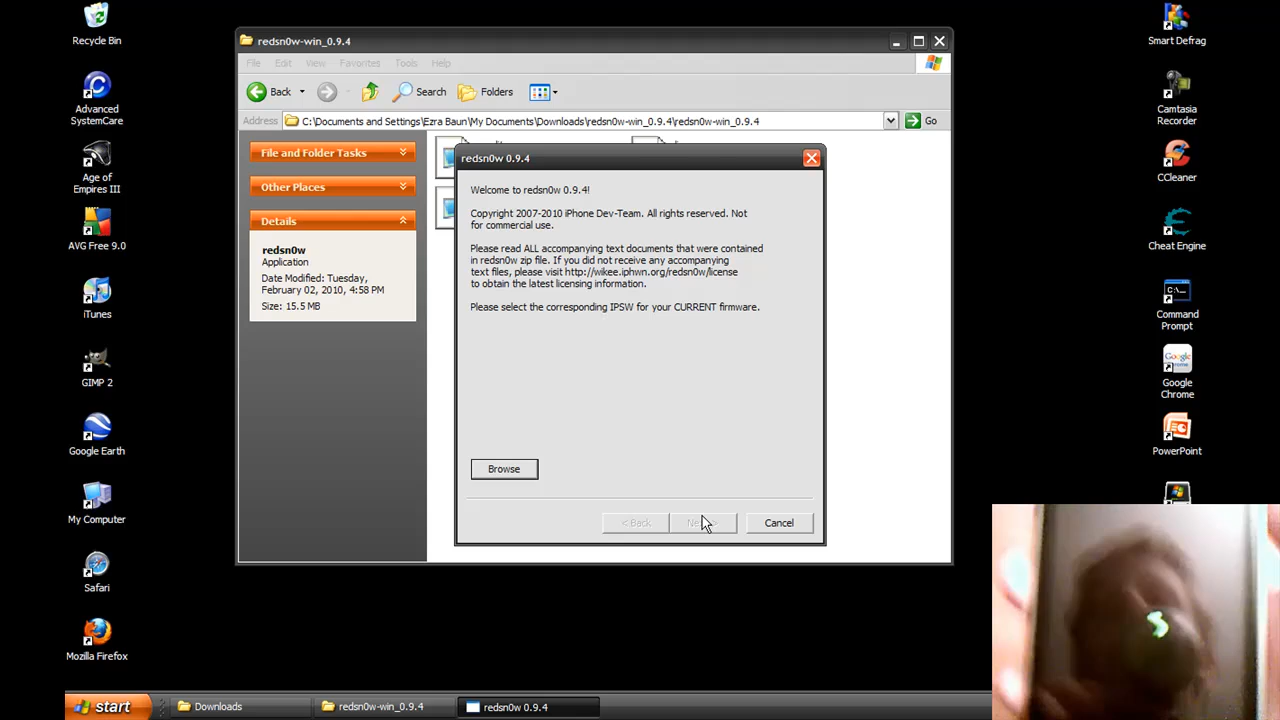 Recycle Bin
Advanced
SystemCare
Age of
Empires III
AVG Free 9.0
iTunes
GIMP 2
Google Earth
My Computer
Safari
Mozilla Firefox
redsn0w-win_0.9.4
File Edit View Favorites Tools Help
Back Search Folders
Address C:\Documents and Settings\Ezra Baun\My Documents\Downloads\redsn0w-win_0.9.4\redsn0w-win_0.9.4 Go
File and Folder Tasks
Other Places
Details
redsn0w
Application
Date Modified: Tuesday,
February 02, 2010, 4:58 PM
Size: 15.5 MB
redsn0w 0.9.4
Welcome to redsn0w 0.9.4!
Copyright 2007-2010 iPhone Dev-Team. All rights reserved. Not
for commercial use.
Please read ALL accompanying text documents that were contained
in redsn0w zip file. If you did not receive any accompanying
text files, please visit http://wikee.iphwn.org/redsn0w/license
to obtain the latest licensing information.
Please select the corresponding IPSW for your CURRENT firmware.
Browse
< Back
Cancel
Smart Defrag
Camtasia
Recorder
CCleaner
Cheat Engine
C:\_
Command
Prompt
Google
chrome
Google
Chrome
PowerPoint
start
Downloads
redsn0w-win_0.9.4
redsn0w 0.9.4